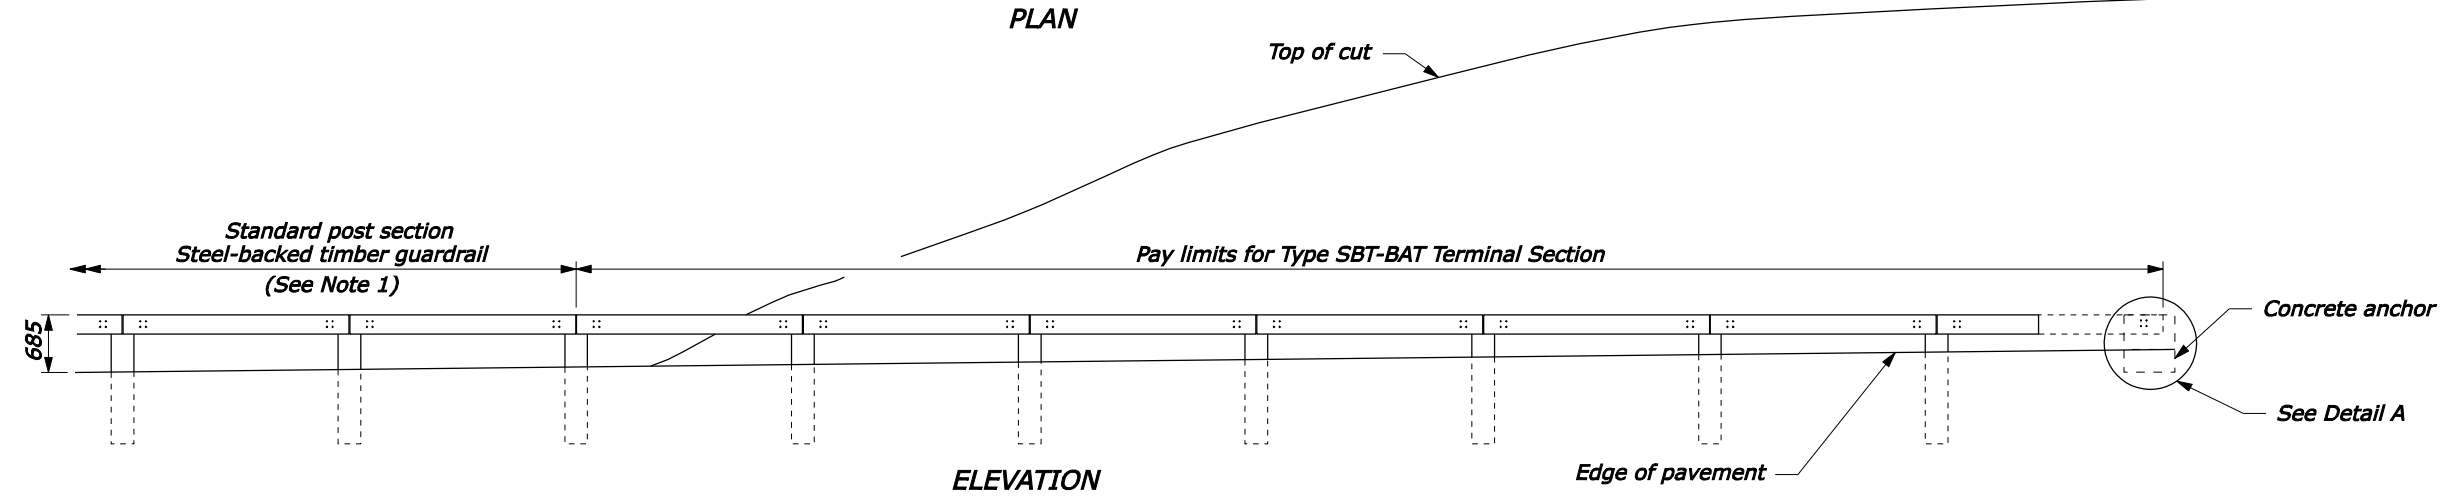 PLAN
Top of cut
Standard post section
Steel-backed timber guardrail
(See Note 1)
Pay limits for Type SBT-BAT Terminal Section
685
Concrete anchor
See Detail A
Edge of pavement
ELEVATION